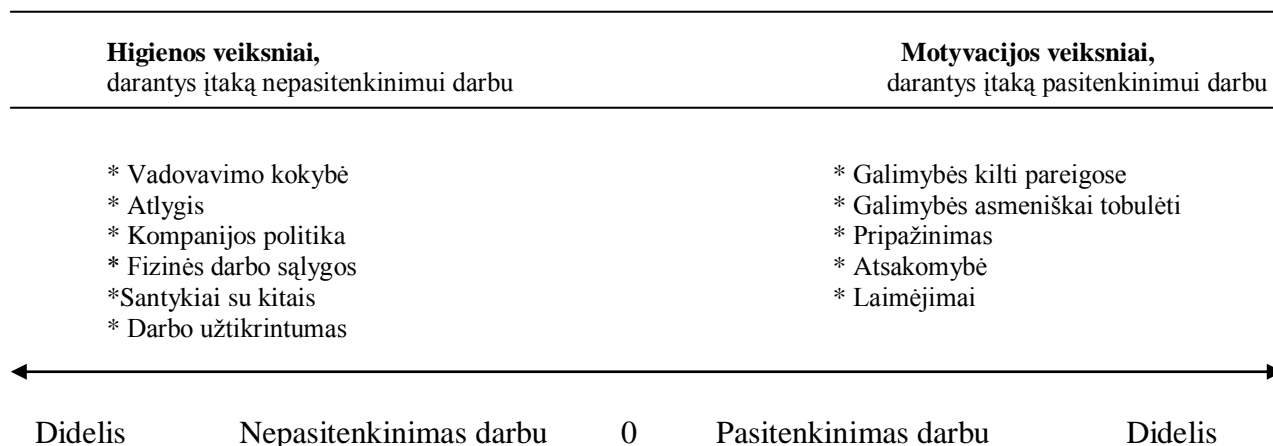 Higienos veiksniai,
darantys įtaką nepasitenkinimui darbu
Motyvacijos veiksniai,
darantys įtaką pasitenkinimui darbu
* Vadovavimo kokybė
* Atlygis
* Kompanijos politika
* Fizinės darbo sąlygos
*Santykiai su kitais
* Darbo užtikrintumas
* Galimybės kilti pareigose
* Galimybės asmeniškai tobulėti
* Pripažinimas
* Atsakomybė
* Laimėjimai
Didelis Nepasitenkinimas darbu 0 Pasitenkinimas darbu Didelis